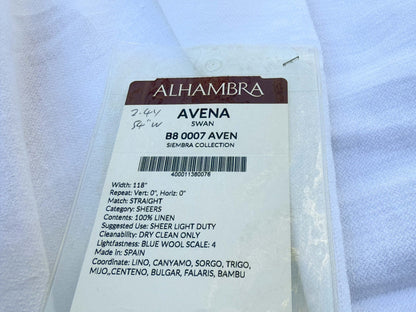 ALHAMBRA
2.4y
54"W
AVENA
SWAN
B8 0007 AVEN
SIEMBRA COLLECTION
400011380076
Width: 118"
Repeat: Vert: 0", Horiz: 0"
Match: STRAIGHT
Category: SHEERS
Contents: 100% LINEN
Suggested Use: SHEER LIGHT DUTY
Cleanability: DRY CLEAN ONLY
Lightfastness: BLUE WOOL SCALE: 4
Made in: SPAIN
Coordinate: LINO, CANYAMO, SORGO, TRIGO,
MIJO,,CENTENO, BULGAR, FALARIS, BAMBU